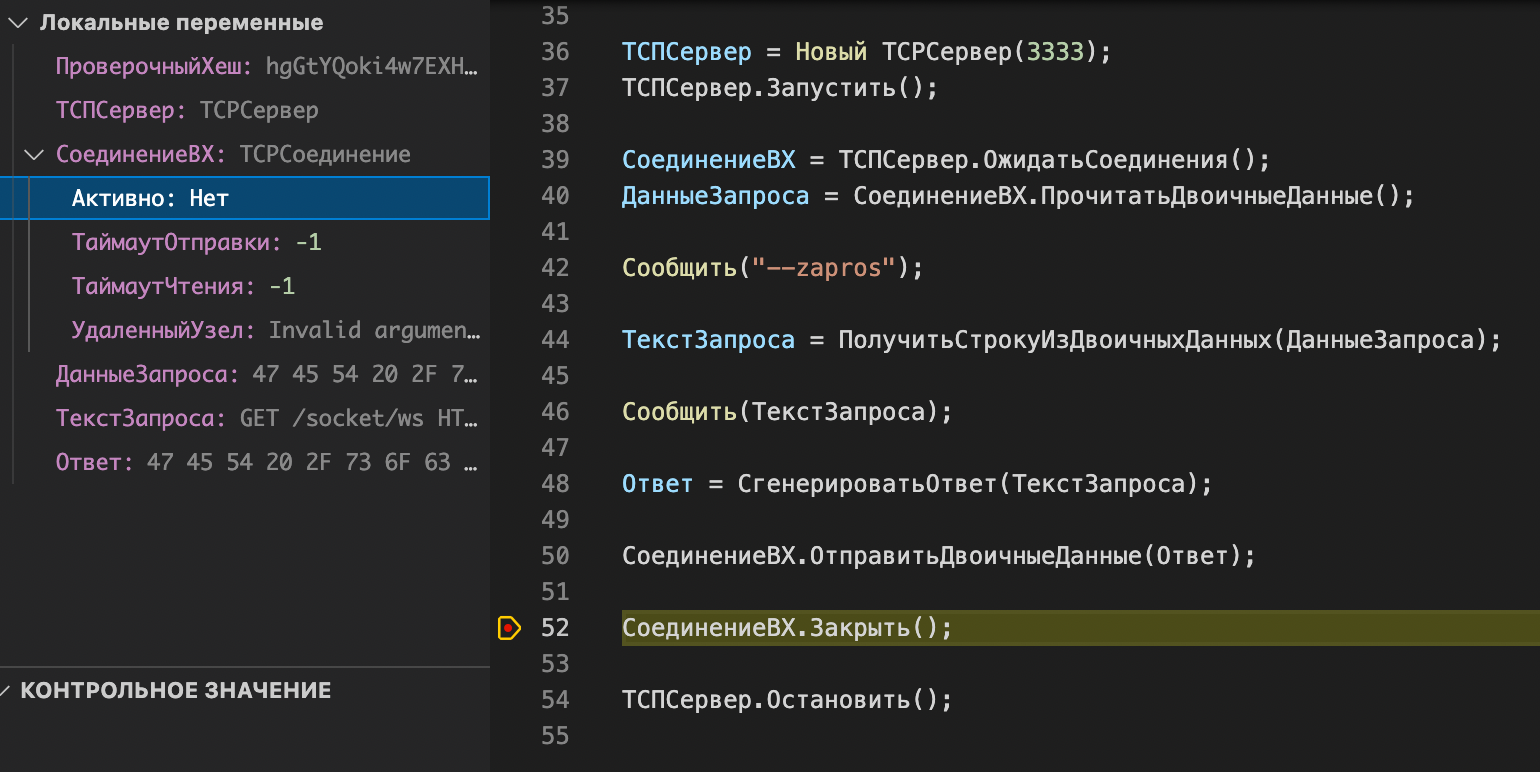 Локальные переменные
ПроверочныйХеш: hgGtYQoki4w7EXH…
ТСПСервер: TCPСервер
СоединениеВХ: TCPСоединение
Активно: Нет
ТаймаутОтправки: -1
ТаймаутЧтения: -1
УдаленныйУзел: Invalid argumen…
ДанныеЗапроса: 47 45 54 20 2F 7…
ТекстЗапроса: GET /socket/ws HT…
Ответ: 47 45 54 20 2F 73 6F 63 …
КОНТРОЛЬНОЕ ЗНАЧЕНИЕ
35
36 ТСПСервер = Новый TCPСервер(3333);
37 ТСПСервер.Запустить();
38
39 СоединениеВХ = ТСПСервер.ОжидатьСоединения();
40 ДанныеЗапроса = СоединениеВХ.ПрочитатьДвоичныеДанные();
41
42 Сообщить("--zapros");
43
44 ТекстЗапроса = ПолучитьСтрокуИзДвоичныхДанных(ДанныеЗапроса);
45
46 Сообщить(ТекстЗапроса);
47
48 Ответ = СгенерироватьОтвет(ТекстЗапроса);
49
50 СоединениеВХ.ОтправитьДвоичныеДанные(Ответ);
51
52 СоединениеВХ.Закрыть();
53
54 ТСПСервер.Остановить();
55